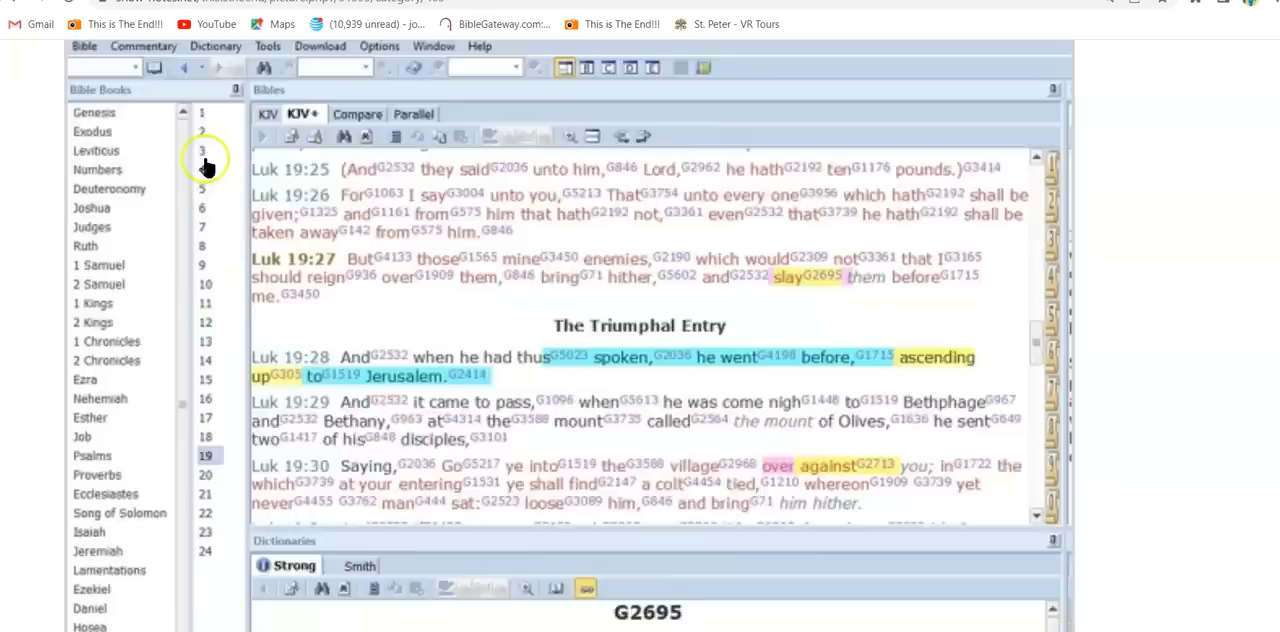 Gmail This is The End!!! YouTube Maps (10,939 unread) - jo... BibleGateway.com:... This is The End!!! St. Peter - VR Tours
Bible Commentary Dictionary Tools Download Options Window Help
Bible Books
Genesis
Exodus
Leviticus
Numbers
Deuteronomy
Joshua
Judges
Ruth
1 Samuel
2 Samuel
1 Kings
2 Kings
1 Chronicles
2 Chronicles
Ezra
Nehemiah
Esther
Job
Psalms
Proverbs
Ecclesiastes
Song of Solomon
Isaiah
Jeremiah
Lamentations
Ezekiel
Daniel
Hosea
1
2
3
5
6
7
8
9
10
11
12
13
14
15
16
17
18
19
20
21
22
23
24
Bibles
KJV KJV+ Compare Parallel
Luk 19:25 (AndG2532 they saidG2036 unto him,G846 Lord,G2962 he hathG2192 tenG1176 pounds.)G3414
Luk 19:26 ForG1063 I sayG3004 unto you,G5213 ThatG3754 unto every oneG3956 which hathG2192 shall be
given;G1325 andG1161 fromG575 him that hathG2192 not,G3361 evenG2532 thatG3739 he hathG2192 shall be
taken awayG142 fromG575 him.G846
Luk 19:27 ButG4133 thoseG1565 mineG3450 enemies,G2190 which wouldG2309 notG3361 that IG3165
should reignG936 overG1909 them,G846 bringG71 hither,G5602 andG2532 slayG2695 them beforeG1715
me.G3450
The Triumphal Entry
Luk 19:28 AndG2532 when he had thusG5023 spoken,G2036 he wentG4198 before,G1715 ascending
upG305 toG1519 Jerusalem.G2414
Luk 19:29 AndG2532 it came to pass,G1096 whenG5613 he was come nighG1448 toG1519 BethphageG967
andG2532 Bethany,G963 atG4314 theG3588 mountG3735 calledG2564 the mount of Olives,G1636 he sentG649
twoG1417 of hisG848 disciples,G3101
Luk 19:30 Saying,G2036 GoG5217 ye intoG1519 theG3588 villageG2968 over againstG2713 you; inG1722 the
whichG3739 at your enteringG1531 ye shall findG2147 a coltG4454 tied,G1210 whereonG1909 G3739 yet
neverG4455 G3762 manG444 sat:G2523 looseG3089 him,G846 and bringG71 him hither.
Dictionaries
Strong Smith
G2695